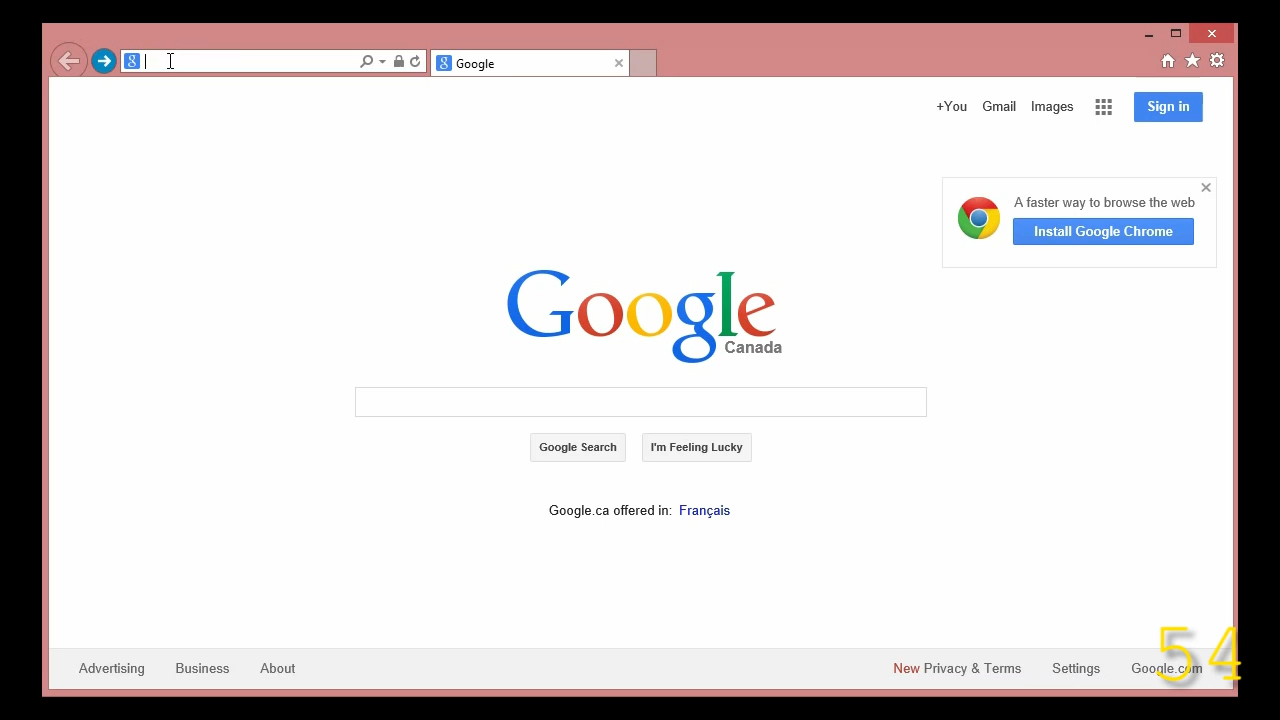 Google
+You Gmail Images Sign in
A faster way to browse the web
Install Google Chrome
Google
Canada
Google Search I'm Feeling Lucky
Google.ca offered in: Français
Advertising Business About New Privacy & Terms Settings Google.com
54